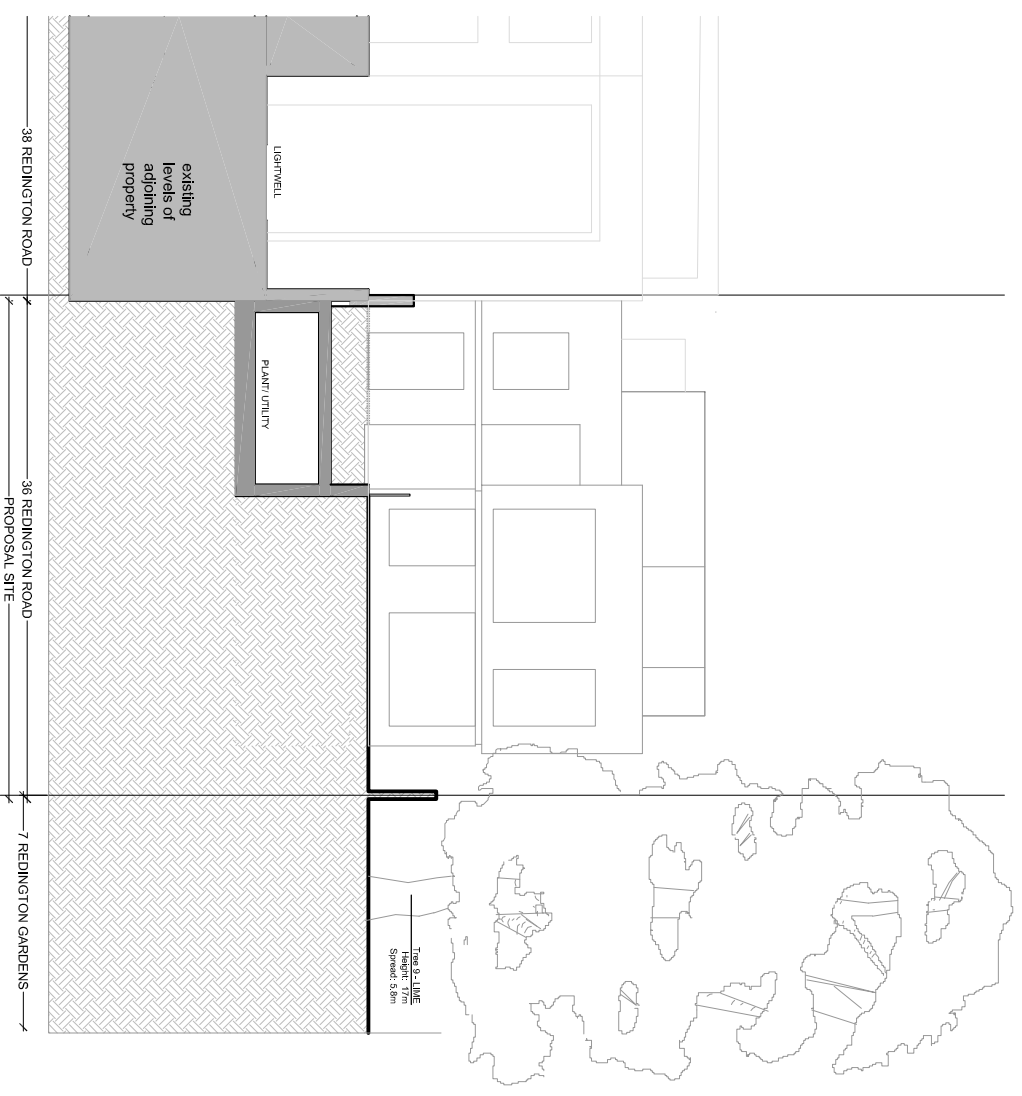 38 REDINGTON ROAD
existing
levels of
adjoining
property
LIGHTWELL
PLANT/ UTILITY
36 REDINGTON ROAD
PROPOSAL SITE
7 REDINGTON GARDENS
Tree 9 - LIME
Height: 17m
Spread: 5.8m